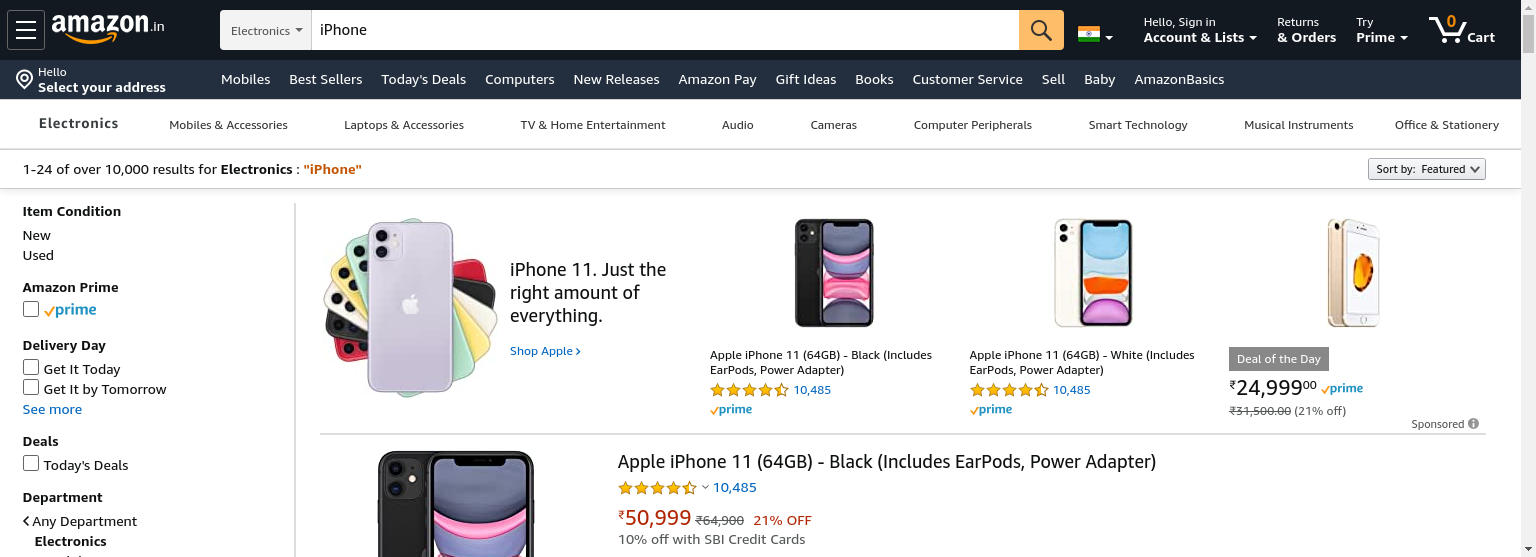 amazon.in
Electronics
iPhone
Hello, Sign in
Account & Lists
Returns
& Orders
Try
Prime
0
Cart
Hello
Select your address
Mobiles Best Sellers Today's Deals Computers New Releases Amazon Pay Gift Ideas Books Customer Service Sell Baby AmazonBasics
Electronics Mobiles & Accessories Laptops & Accessories TV & Home Entertainment Audio Cameras Computer Peripherals Smart Technology Musical Instruments Office & Stationery
1-24 of over 10,000 results for Electronics : "iPhone"
Sort by: Featured
Item Condition
New
Used
Amazon Prime
prime
Delivery Day
Get It Today
Get It by Tomorrow
See more
Deals
Today's Deals
Department
Any Department
Electronics
iPhone 11. Just the
right amount of
everything.
Shop Apple
Apple iPhone 11 (64GB) - Black (Includes
EarPods, Power Adapter)
10,485
prime
Apple iPhone 11 (64GB) - White (Includes
EarPods, Power Adapter)
10,485
prime
Deal of the Day
₹24,99900 prime
₹31,500.00 (21% off)
Sponsored
Apple iPhone 11 (64GB) - Black (Includes EarPods, Power Adapter)
10,485
₹50,999 ₹64,900 21% OFF
10% off with SBI Credit Cards